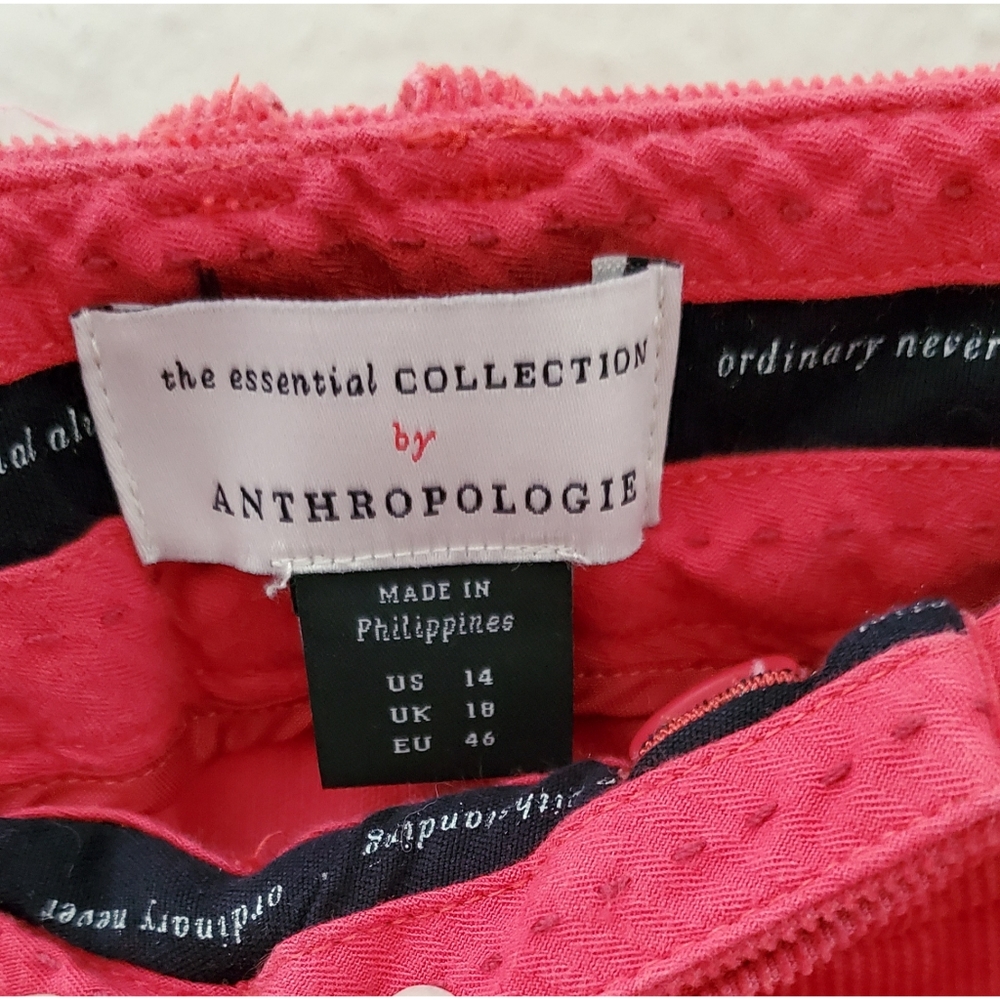 the essential COLLECTION
by
ANTHROPOLOGIE
ordinary never
MADE IN
Philippines
US 14
UK 18
EU 46
ordinary never